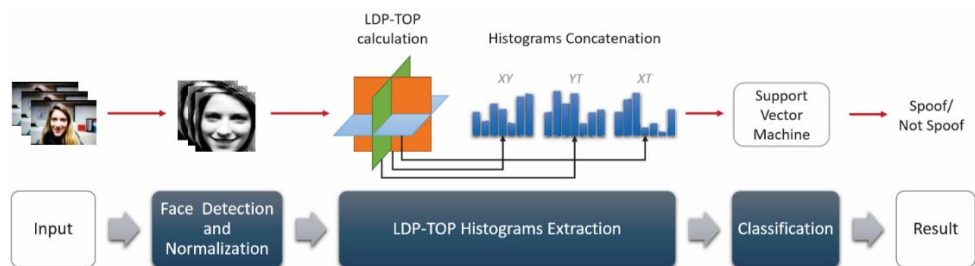 LDP-TOP
calculation
Histograms Concatenation
XY
YT
XT
Support
Vector
Machine
Spoof/
Not Spoof
Input
Face Detection
and
Normalization
LDP-TOP Histograms Extraction
Classification
Result